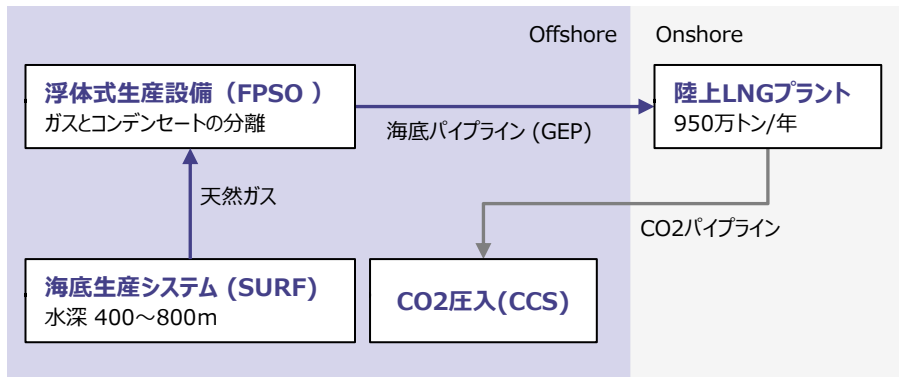 Offshore
Onshore
浮体式生産設備（FPSO ）
ガスとコンデンセートの分離
海底パイプライン (GEP)
陸上LNGプラント
950万トン/年
天然ガス
CO2パイプライン
海底生産システム (SURF)
水深 400～800m
CO2圧入(CCS)